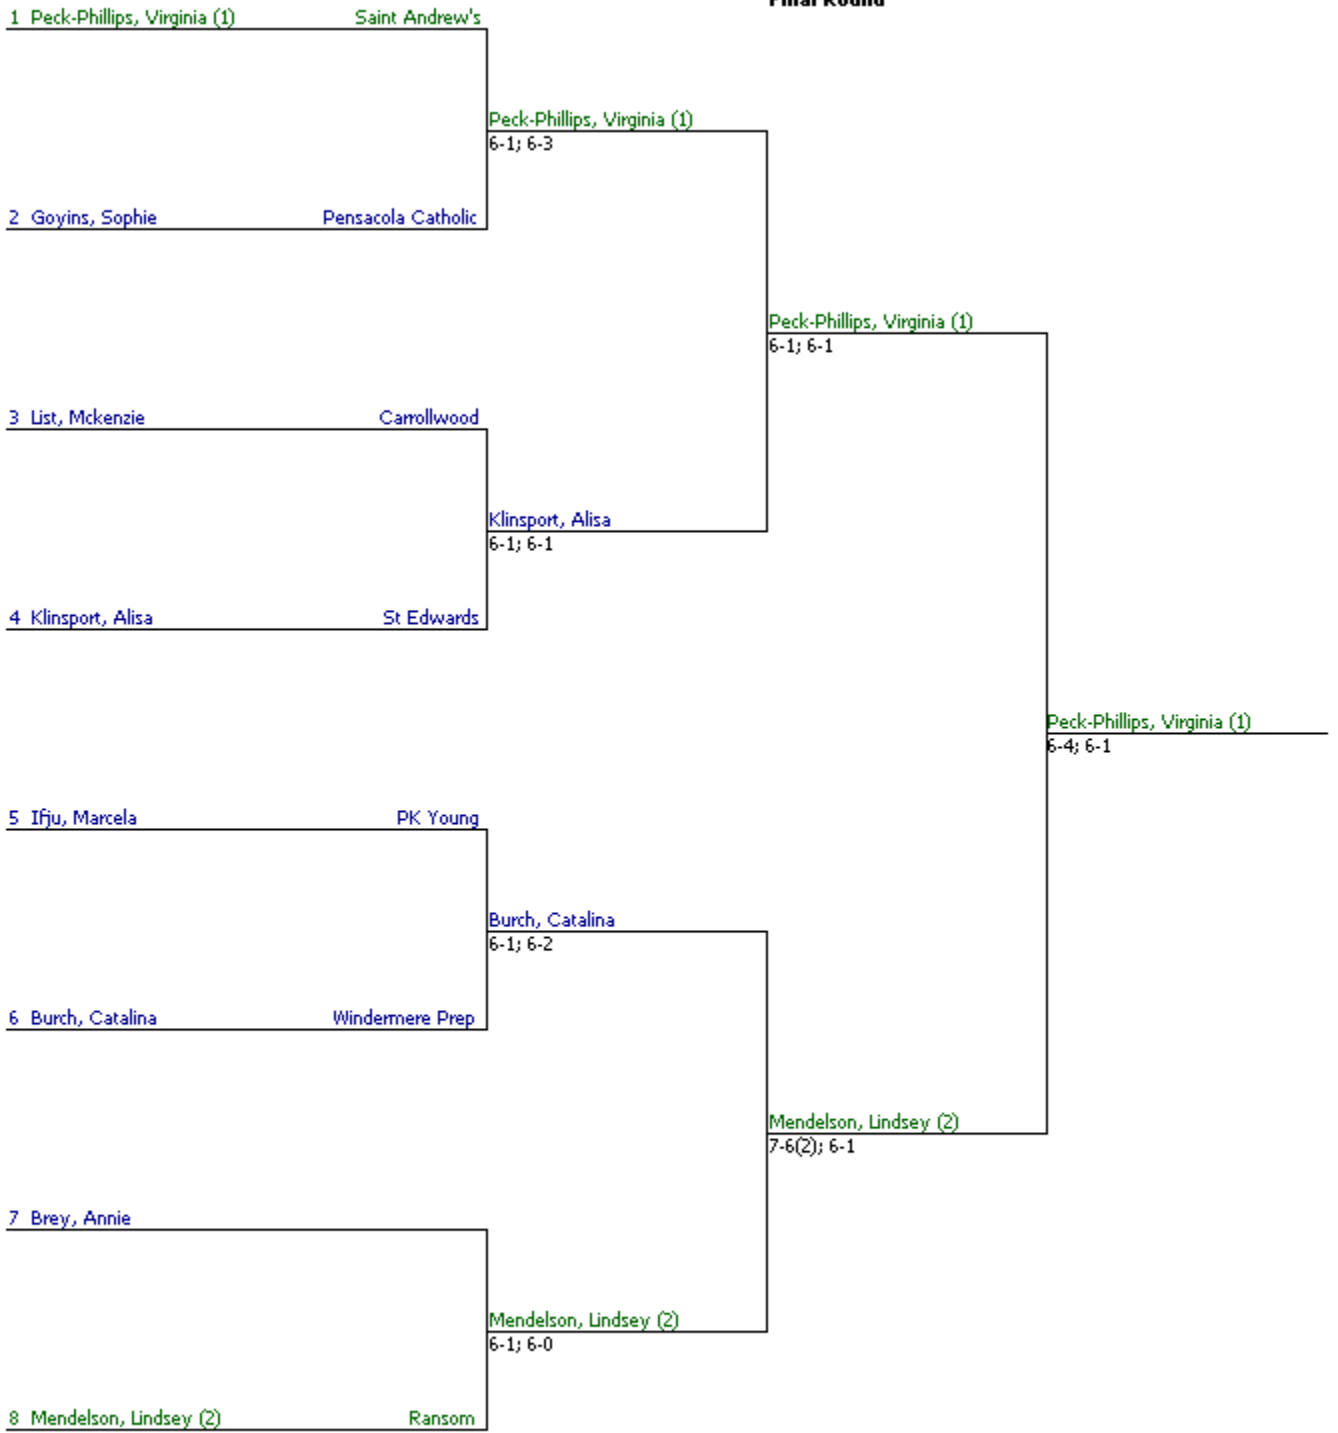 Final Round
1 Peck-Phillips, Virginia (1) Saint Andrew's
Peck-Phillips, Virginia (1)
6-1; 6-3
2 Goyins, Sophie Pensacola Catholic
Peck-Phillips, Virginia (1)
6-1; 6-1
3 List, Mckenzie Carrollwood
Klinsport, Alisa
6-1; 6-1
4 Klinsport, Alisa St Edwards
Peck-Phillips, Virginia (1)
6-4; 6-1
5 Ifju, Marcela PK Young
Burch, Catalina
6-1; 6-2
6 Burch, Catalina Windermere Prep
Mendelson, Lindsey (2)
7-6(2); 6-1
7 Brey, Annie
Mendelson, Lindsey (2)
6-1; 6-0
8 Mendelson, Lindsey (2) Ransom